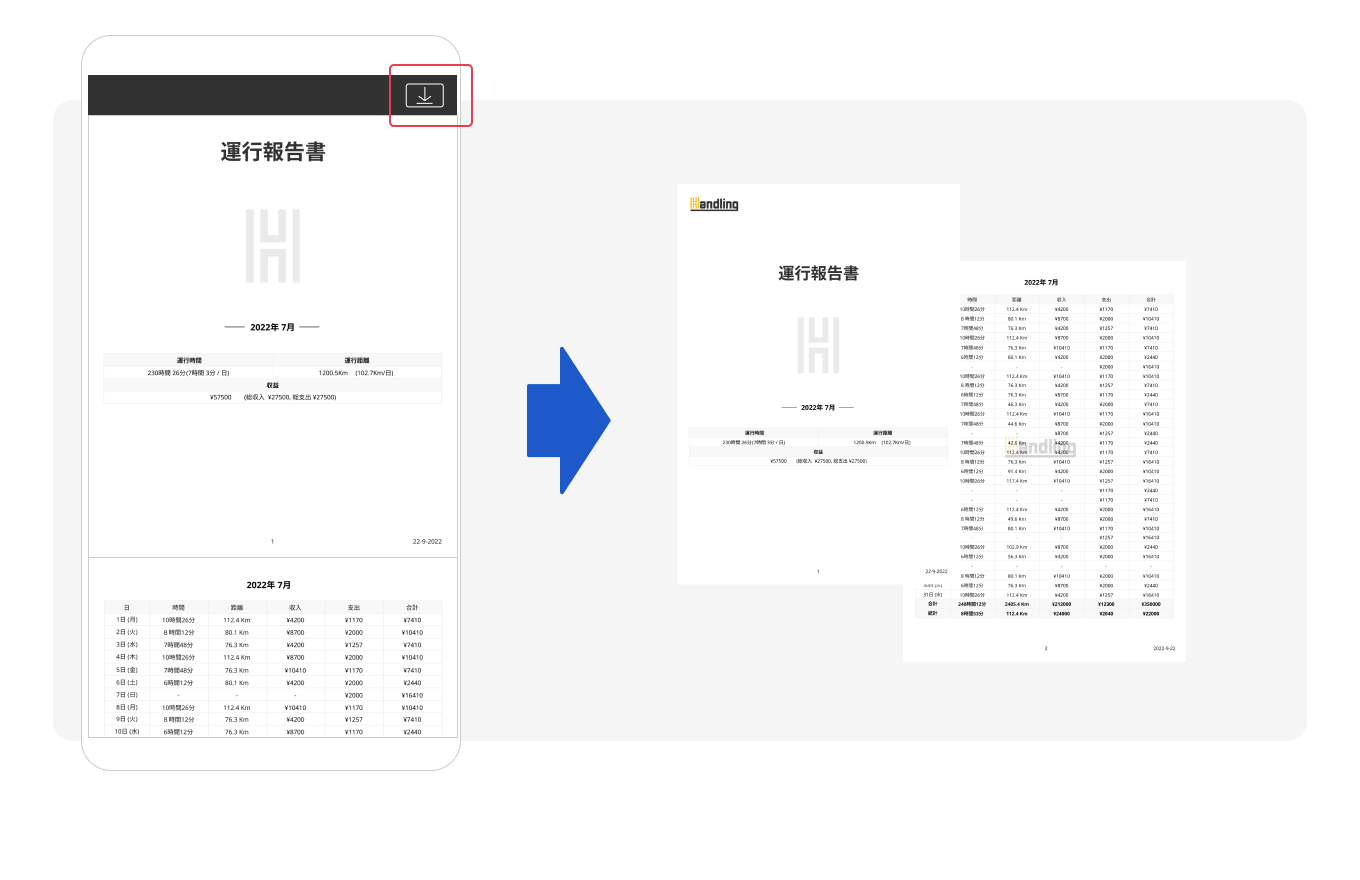 運行報告書
2022年 7月
運行時間 運行距離
230時間 26分(7時間 3分 / 日) 1200.5Km (102.7Km/日)
収益
¥57500 (総収入 ¥27500, 総支出 ¥27500)
1 22-9-2022
2022年 7月
日 時間 距離 収入 支出 合計
1日 (月) 10時間26分 112.4 Km ¥4200 ¥1170 ¥7410
2日 (火) 8 時間12分 80.1 Km ¥8700 ¥2000 ¥10410
3日 (水) 7時間48分 76.3 Km ¥4200 ¥1257 ¥7410
4日 (木) 10時間26分 112.4 Km ¥8700 ¥2000 ¥10410
5日 (金) 7時間48分 76.3 Km ¥10410 ¥1170 ¥7410
6日 (土) 6時間12分 80.1 Km ¥4200 ¥2000 ¥2440
7日 (日) - - - ¥2000 ¥16410
8日 (月) 10時間26分 112.4 Km ¥10410 ¥1170 ¥10410
9日 (火) 8 時間12分 76.3 Km ¥4200 ¥1257 ¥7410
10日 (水) 6時間12分 76.3 Km ¥8700 ¥1170 ¥2440
Handling
運行報告書
2022年 7月
運行時間 運行距離
230時間 26分(7時間 3分 / 日) 1200.5Km (102.7Km/日)
収益
¥57500 (総収入 ¥27500, 総支出 ¥27500)
1 22-9-2022
2022年 7月
時間 距離 収入 支出 合計
10時間26分 112.4 Km ¥4200 ¥1170 ¥7410
8 時間12分 80.1 Km ¥8700 ¥2000 ¥10410
7時間48分 76.3 Km ¥4200 ¥1257 ¥7410
10時間26分 112.4 Km ¥8700 ¥2000 ¥10410
7時間48分 76.3 Km ¥10410 ¥1170 ¥7410
6時間12分 80.1 Km ¥4200 ¥2000 ¥2440
- - - ¥2000 ¥16410
10時間26分 112.4 Km ¥10410 ¥1170 ¥10410
8 時間12分 76.3 Km ¥4200 ¥1257 ¥7410
6時間12分 76.3 Km ¥8700 ¥1170 ¥2440
7時間48分 46.3 Km ¥4200 ¥2000 ¥7410
10時間26分 112.4 Km ¥10410 ¥1170 ¥16410
7時間48分 44.6 Km ¥8700 ¥2000 ¥10410
- - ¥8700 ¥1257 ¥2440
7時間48分 42.6 Km ¥4200 ¥1170 ¥2440
Handling
10時間26分 112.4 Km ¥4200 ¥1170 ¥7410
8 時間12分 76.3 Km ¥10410 ¥1257 ¥16410
6時間12分 91.4 Km ¥4200 ¥2000 ¥10410
10時間26分 117.4 Km ¥10410 ¥1257 ¥16410
- - - ¥1170 ¥2440
- - - ¥1170 ¥7410
6時間12分 112.4 Km ¥4200 ¥2000 ¥16410
8 時間12分 49.6 Km ¥8700 ¥2000 ¥7410
7時間48分 80.1 Km ¥10410 ¥1170 ¥10410
- - - ¥1257 ¥16410
10時間26分 102.9 Km ¥8700 ¥2000 ¥2440
6時間12分 56.3 Km ¥4200 ¥2000 ¥16410
- - - - -
8 時間12分 80.1 Km ¥10410 ¥1170 ¥10410
6時間12分 76.3 Km ¥8700 ¥2000 ¥2440
31日 (水) 10時間26分 112.4 Km ¥4200 ¥1257 ¥16410
合計 240時間12分 2405.4 Km ¥212000 ¥12300 ¥350000
総計 8時間53分 112.4 Km ¥24000 ¥2040 ¥22000
2 2022-9-22